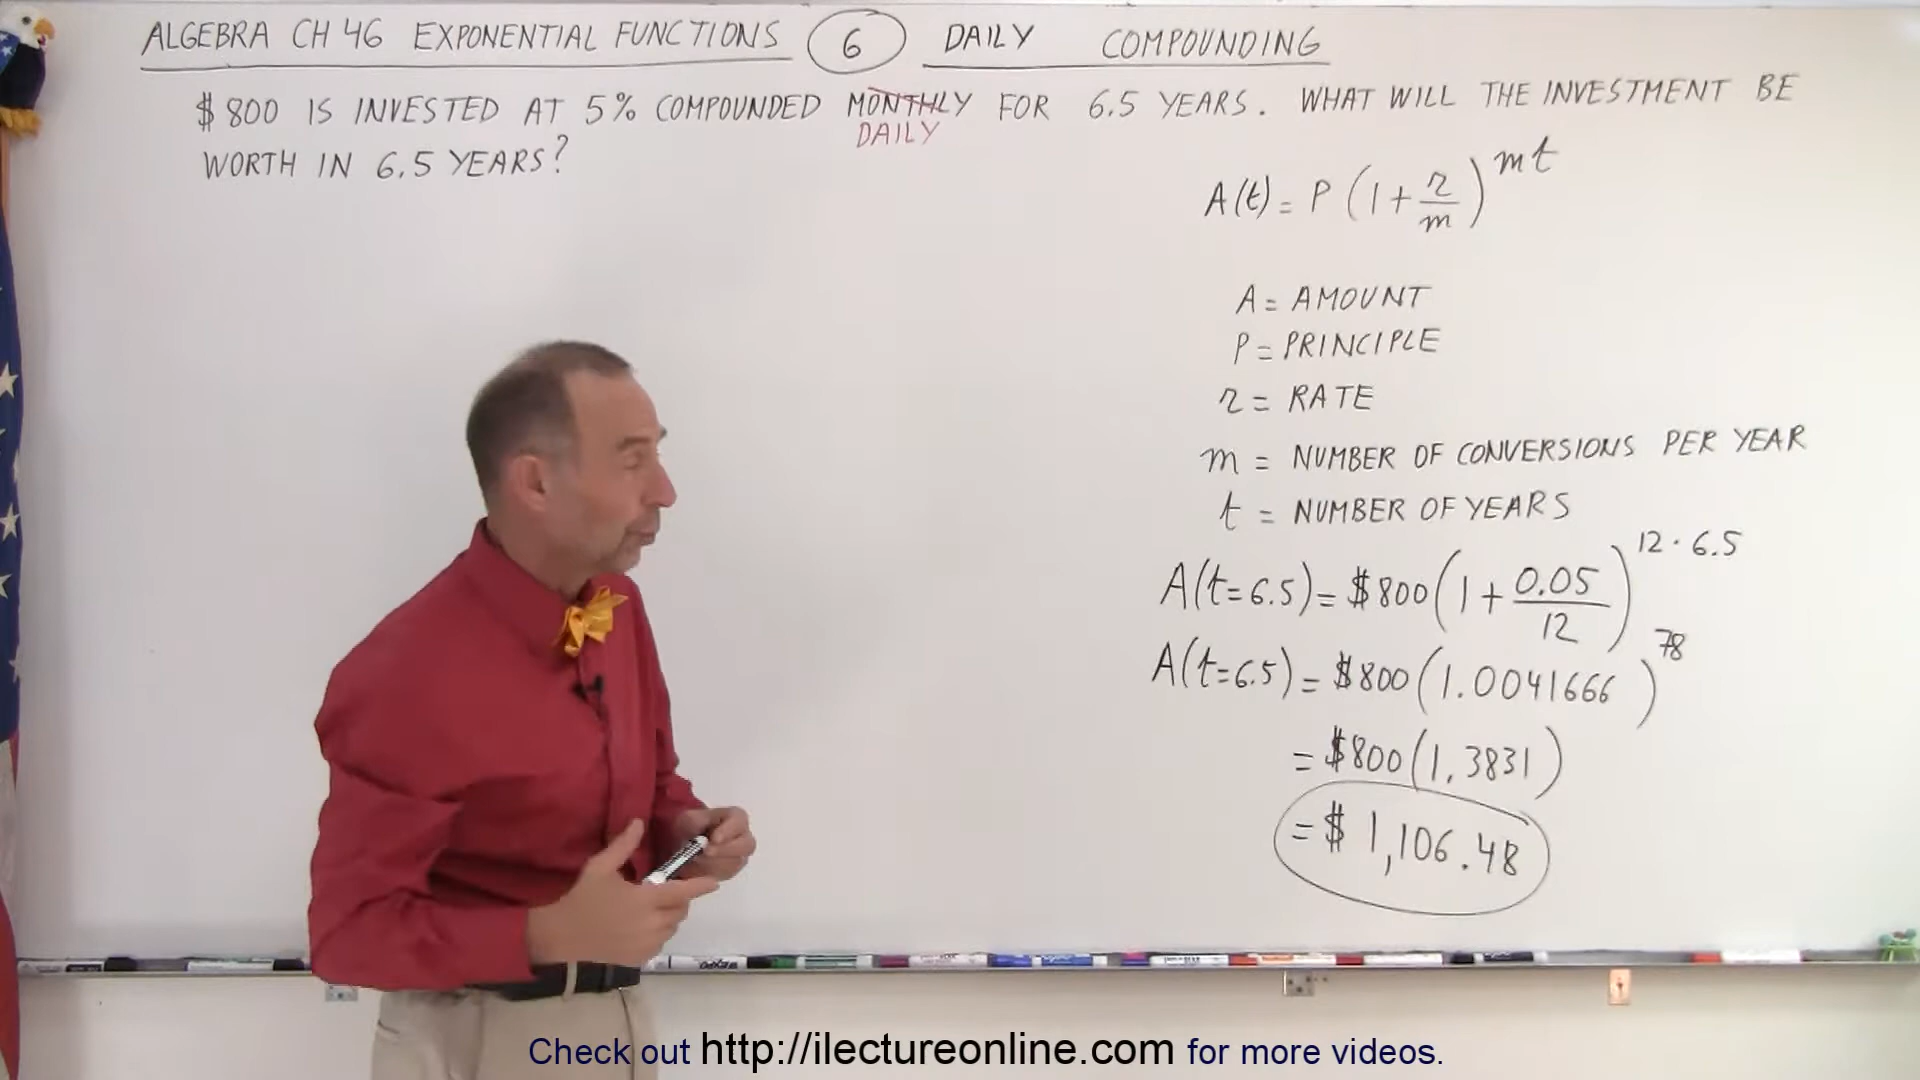 ALGEBRA CH 46 EXPONENTIAL FUNCTIONS 6 DAILY COMPOUNDING
$800 IS INVESTED AT 5% COMPOUNDED MONTHLY FOR 6.5 YEARS. WHAT WILL THE INVESTMENT BE
DAILY
WORTH IN 6.5 YEARS?
A(t) = P (1 + r/m)^mt
A = AMOUNT
P = PRINCIPLE
r = RATE
m = NUMBER OF CONVERSIONS PER YEAR
t = NUMBER OF YEARS
A(t=6.5) = $800 (1 + 0.05/12)^12·6.5
A(t=6.5) = $800 (1.0041666)^78
= $800 (1.3831)
= $1,106.48
Check out http://ilectureonline.com for more videos.